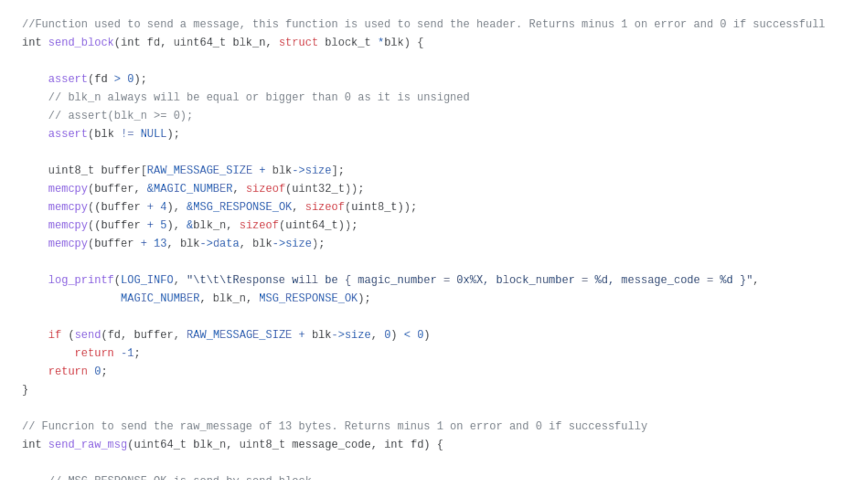 //Function used to send a message, this function is used to send the header. Returns minus 1 on error and 0 if successfull
int send_block(int fd, uint64_t blk_n, struct block_t *blk) {
    assert(fd > 0);
    // blk_n always will be equal or bigger than 0 as it is unsigned
    // assert(blk_n >= 0);
    assert(blk != NULL);
    uint8_t buffer[RAW_MESSAGE_SIZE + blk->size];
    memcpy(buffer, &MAGIC_NUMBER, sizeof(uint32_t));
    memcpy((buffer + 4), &MSG_RESPONSE_OK, sizeof(uint8_t));
    memcpy((buffer + 5), &blk_n, sizeof(uint64_t));
    memcpy(buffer + 13, blk->data, blk->size);
    log_printf(LOG_INFO, "\t\t\tResponse will be { magic_number = 0x%X, block_number = %d, message_code = %d }",
               MAGIC_NUMBER, blk_n, MSG_RESPONSE_OK);
    if (send(fd, buffer, RAW_MESSAGE_SIZE + blk->size, 0) < 0)
        return -1;
    return 0;
}
// Funcrion to send the raw_message of 13 bytes. Returns minus 1 on error and 0 if successfully
int send_raw_msg(uint64_t blk_n, uint8_t message_code, int fd) {
    // MSG_RESPONSE_OK is send by send_block